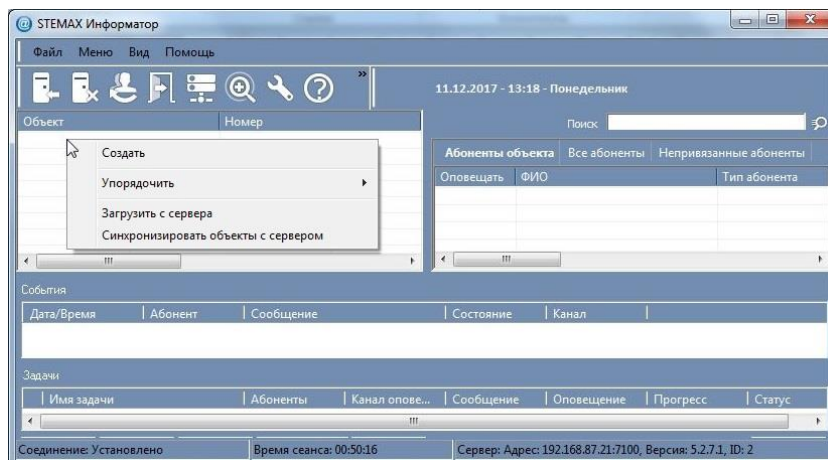 STEMAX Информатор
Файл Меню Вид Помощь
11.12.2017 - 13:18 - Понедельник
Объект Номер
Поиск
Создать
Упорядочить
Загрузить с сервера
Синхронизировать объекты с сервером
Абоненты объекта Все абоненты Непривязанные абоненты
Оповещать ФИО Тип абонента
События
Дата/Время Абонент Сообщение Состояние Канал
Задачи
Имя задачи Абоненты Канал опове... Сообщение Оповещение Прогресс Статус
Соединение: Установлено Время сеанса: 00:50:16 Сервер: Адрес: 192.168.87.21:7100, Версия: 5.2.7.1, ID: 2